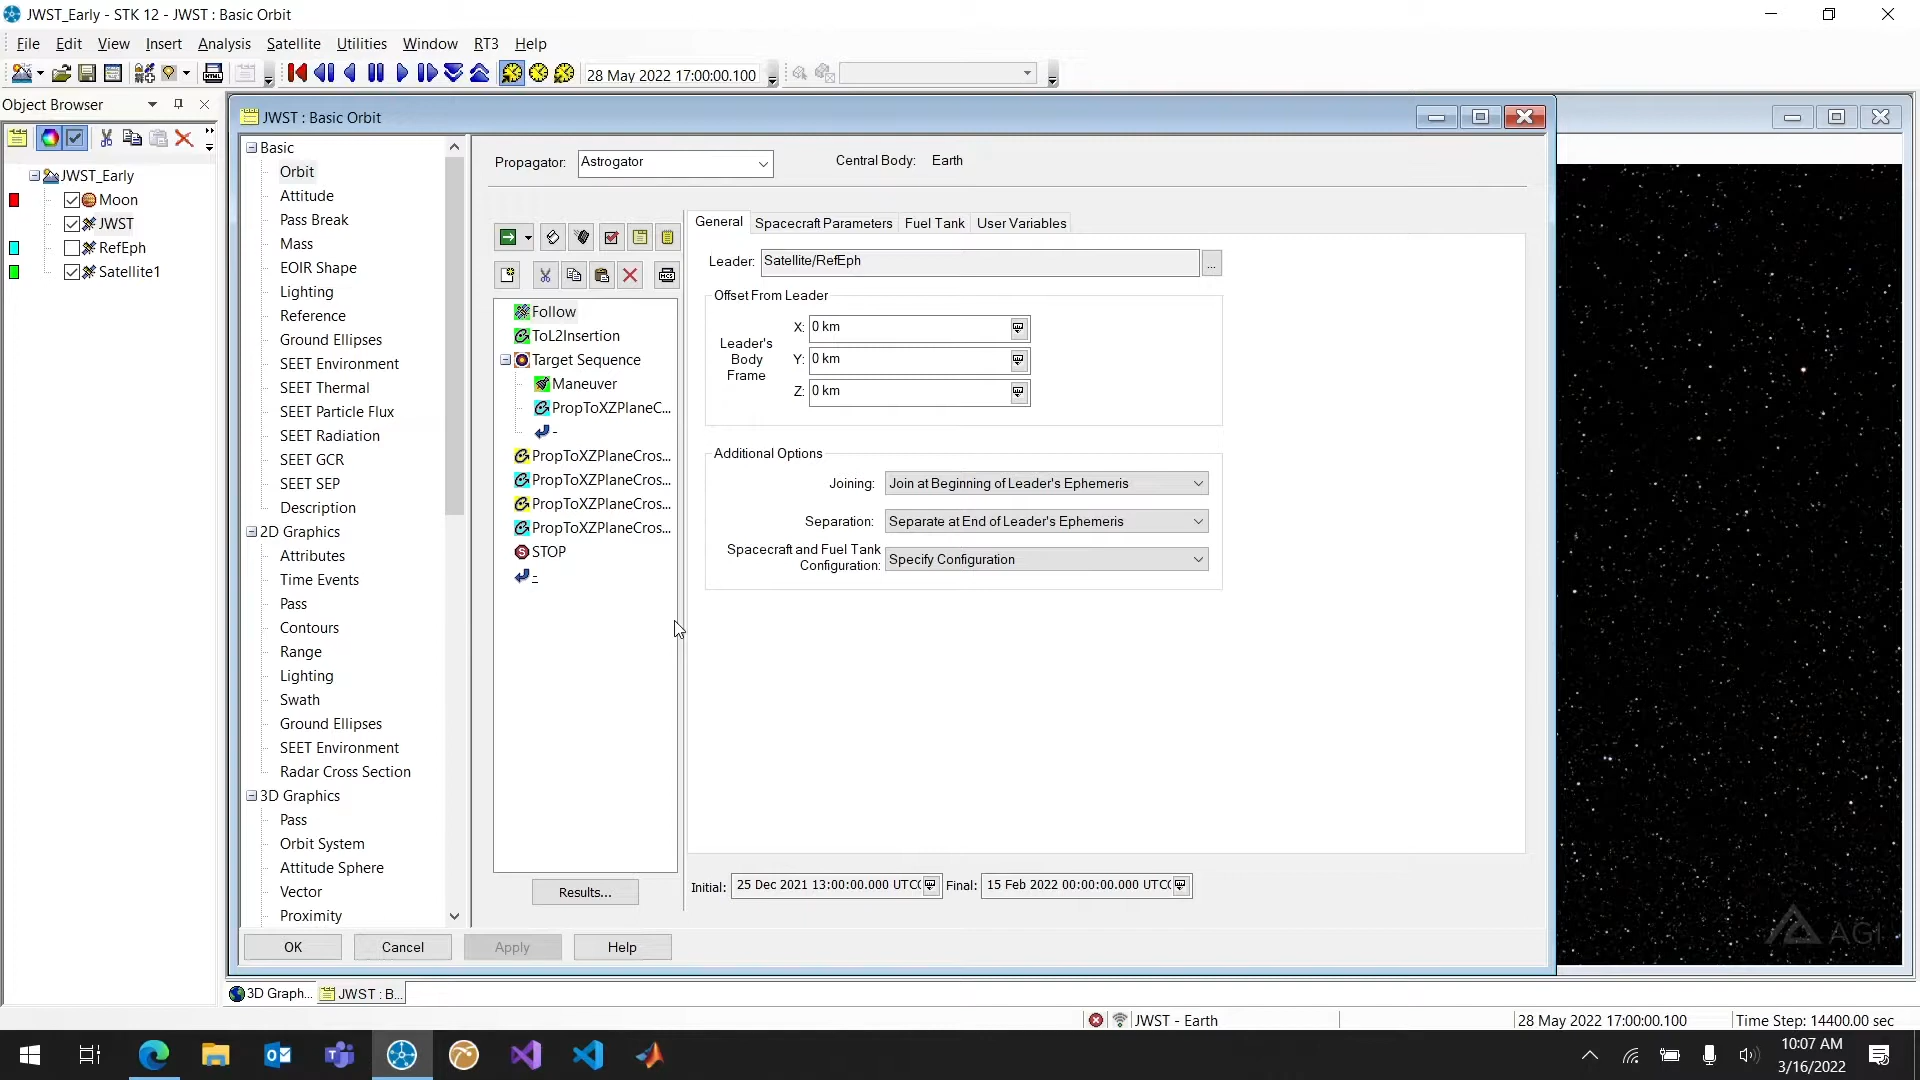 JWST_Early - STK 12 - JWST : Basic Orbit
File Edit View Insert Analysis Satellite Utilities Window RT3 Help
28 May 2022 17:00:00.100
Object Browser
JWST_Early
Moon
JWST
RefEph
Satellite1
JWST : Basic Orbit
Basic
Orbit
Attitude
Pass Break
Mass
EOIR Shape
Lighting
Reference
Ground Ellipses
SEET Environment
SEET Thermal
SEET Particle Flux
SEET Radiation
SEET GCR
SEET SEP
Description
2D Graphics
Attributes
Time Events
Pass
Contours
Range
Lighting
Swath
Ground Ellipses
SEET Environment
Radar Cross Section
3D Graphics
Pass
Orbit System
Attitude Sphere
Vector
Proximity
Propagator: Astrogator Central Body: Earth
Follow
ToL2Insertion
Target Sequence
Maneuver
PropToXZPlaneC...
-
PropToXZPlaneCros...
PropToXZPlaneCros...
PropToXZPlaneCros...
PropToXZPlaneCros...
STOP
-
Results...
General Spacecraft Parameters Fuel Tank User Variables
Leader: Satellite/RefEph ...
Offset From Leader
Leader's Body Frame
X: 0 km
Y: 0 km
Z: 0 km
Additional Options
Joining: Join at Beginning of Leader's Ephemeris
Separation: Separate at End of Leader's Ephemeris
Spacecraft and Fuel Tank Configuration: Specify Configuration
Initial: 25 Dec 2021 13:00:00.000 UTC Final: 15 Feb 2022 00:00:00.000 UTC
OK Cancel Apply Help
AGI
3D Graph... JWST : B...
JWST - Earth 28 May 2022 17:00:00.100 Time Step: 14400.00 sec
10:07 AM
3/16/2022